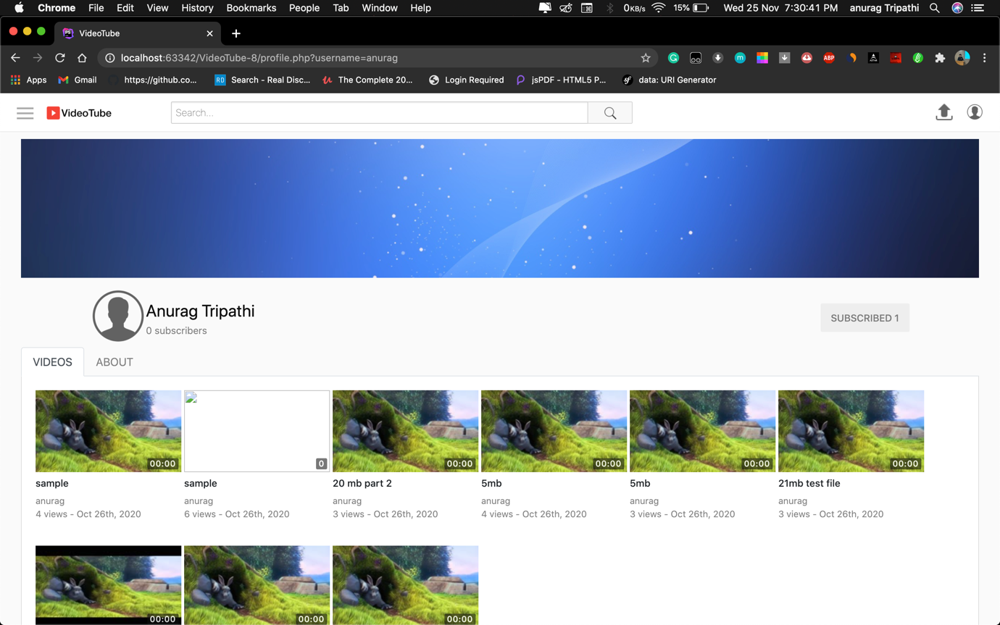 Chrome File Edit View History Bookmarks People Tab Window Help 0KB/s 15% Wed 25 Nov 7:30:41 PM anurag Tripathi
PS VideoTube
localhost:63342/VideoTube-8/profile.php?username=anurag m ABP
Apps Gmail https://github.co... RD Search - Real Disc... The Complete 20... Login Required jsPDF - HTML5 P... sf data: URI Generator
VideoTube Search...
Anurag Tripathi
0 subscribers
SUBSCRIBED 1
VIDEOS ABOUT
00:00 0 00:00 00:00 00:00 00:00
sample sample 20 mb part 2 5mb 5mb 21mb test file
anurag anurag anurag anurag anurag anurag
4 views - Oct 26th, 2020 6 views - Oct 26th, 2020 3 views - Oct 26th, 2020 4 views - Oct 26th, 2020 3 views - Oct 26th, 2020 3 views - Oct 26th, 2020
00:00 00:00 00:00